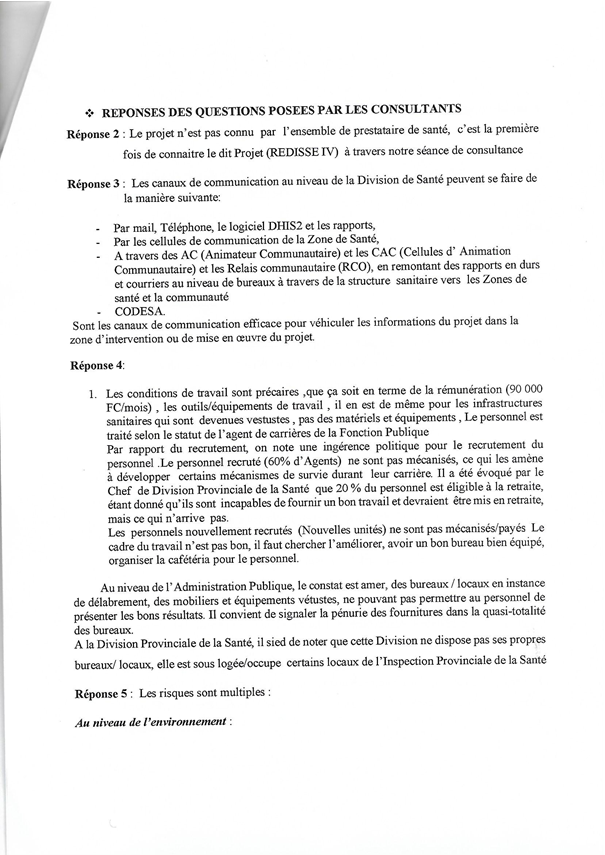 ❖ REPONSES DES QUESTIONS POSEES PAR LES CONSULTANTS
Réponse 2 : Le projet n'est pas connu par l'ensemble de prestataire de santé, c'est la première
fois de connaitre le dit Projet (REDISSE IV) à travers notre séance de consultance
Réponse 3 : Les canaux de communication au niveau de la Division de Santé peuvent se faire de
la manière suivante:
- Par mail, Téléphone, le logiciel DHIS2 et les rapports,
- Par les cellules de communication de la Zone de Santé,
- A travers des AC (Animateur Communautaire) et les CAC (Cellules d' Animation
Communautaire) et les Relais communautaire (RCO), en remontant des rapports en durs
et courriers au niveau de bureaux à travers de la structure sanitaire vers les Zones de
santé et la communauté
- CODESA.
Sont les canaux de communication efficace pour véhiculer les informations du projet dans la
zone d'intervention ou de mise en œuvre du projet.
Réponse 4:
1. Les conditions de travail sont précaires ,que ça soit en terme de la rémunération (90 000
FC/mois) , les outils/équipements de travail , il en est de même pour les infrastructures
sanitaires qui sont devenues vestustes , pas des matériels et équipements , Le personnel est
traité selon le statut de l'agent de carrières de la Fonction Publique
Par rapport du recrutement, on note une ingérence politique pour le recrutement du
personnel .Le personnel recruté (60% d'Agents) ne sont pas mécanisés, ce qui les amène
à développer certains mécanismes de survie durant leur carrière. Il a été évoqué par le
Chef de Division Provinciale de la Santé que 20 % du personnel est éligible à la retraite,
étant donné qu'ils sont incapables de fournir un bon travail et devraient être mis en retraite,
mais ce qui n'arrive pas.
Les personnels nouvellement recrutés (Nouvelles unités) ne sont pas mécanisés/payés Le
cadre du travail n'est pas bon, il faut chercher l'améliorer, avoir un bon bureau bien équipé,
organiser la cafétéria pour le personnel.
Au niveau de l'Administration Publique, le constat est amer, des bureaux / locaux en instance
de délabrement, des mobiliers et équipements vétustes, ne pouvant pas permettre au personnel de
présenter les bons résultats. Il convient de signaler la pénurie des fournitures dans la quasi-totalité
des bureaux.
A la Division Provinciale de la Santé, il sied de noter que cette Division ne dispose pas ses propres
bureaux/ locaux, elle est sous logée/occupe certains locaux de l'Inspection Provinciale de la Santé
Réponse 5 : Les risques sont multiples :
Au niveau de l'environnement :